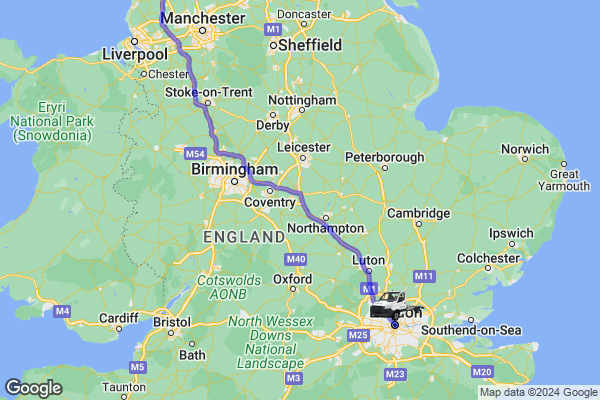 Doncaster
Manchester
M1
Liverpool
Sheffield
Chester
Stoke-on-Trent
Eryri
National Park
(Snowdonia)
Nottingham
Derby
M54
Leicester
Norwich
Peterborough
Birmingham
Great
Yarmouth
Coventry
Northampton
Cambridge
ENGLAND
Ipswich
M40
Luton
M11
Colchester
Cotswolds
AONB
Oxford
M1
M4
Cardiff
Bristol
North Wessex
Downs
National
Landscape
M25
Southend-on-Sea
Bath
M5
M20
M3
M23
Taunton
Google
Google
Map data ©2024 Google